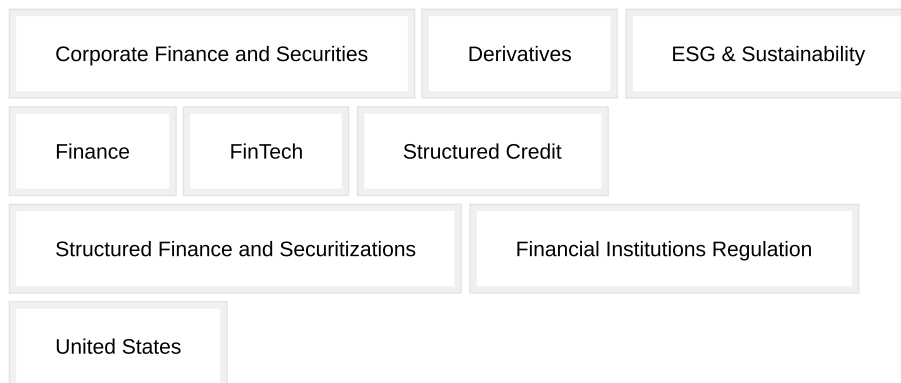 Corporate Finance and Securities Derivatives ESG & Sustainability
Finance FinTech Structured Credit
Structured Finance and Securitizations Financial Institutions Regulation
United States